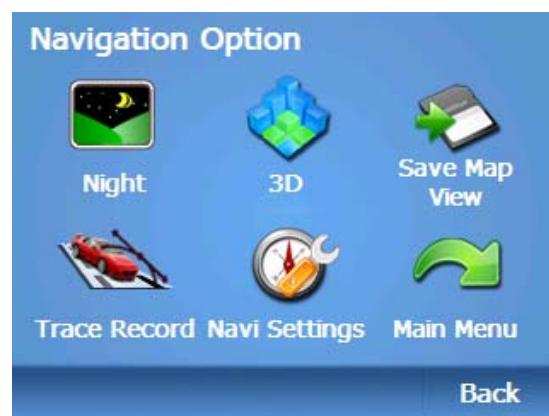 Navigation Option
Night
3D
Save Map
View
Trace Record
Navi Settings
Main Menu
Back